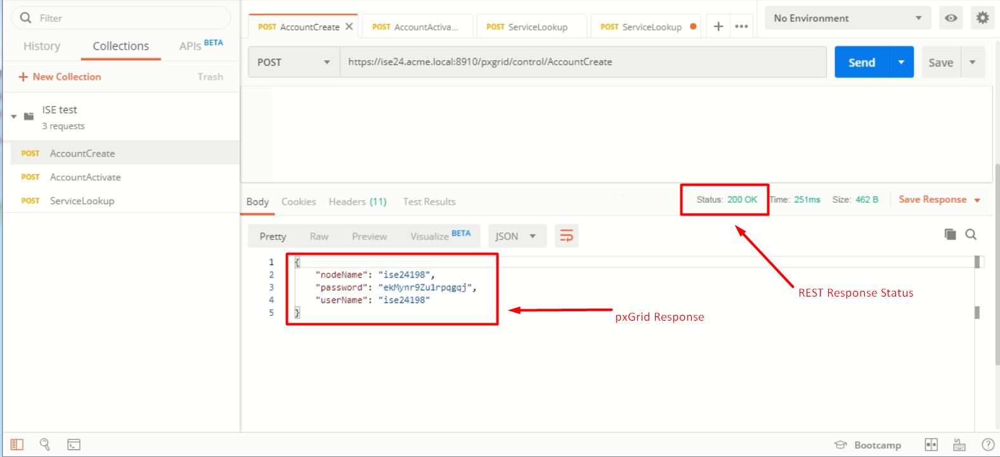 Filter
History Collections APIs BETA
+ New Collection Trash
ISE test
3 requests
POST AccountCreate
POST AccountActivate
POST ServiceLookup
POST AccountCreate POST AccountActiva... POST ServiceLookup POST ServiceLookup
No Environment
POST https://ise24.acme.local:8910/pxgrid/control/AccountCreate Send Save
Body Cookies Headers (11) Test Results Status: 200 OK Time: 251ms Size: 462 B Save Response
Pretty Raw Preview Visualize BETA JSON
1 {
2 "nodeName": "ise24198",
3 "password": "ekMynr9Zu1rpqgqj",
4 "userName": "ise24198"
5 }
REST Response Status
pxGrid Response
Bootcamp